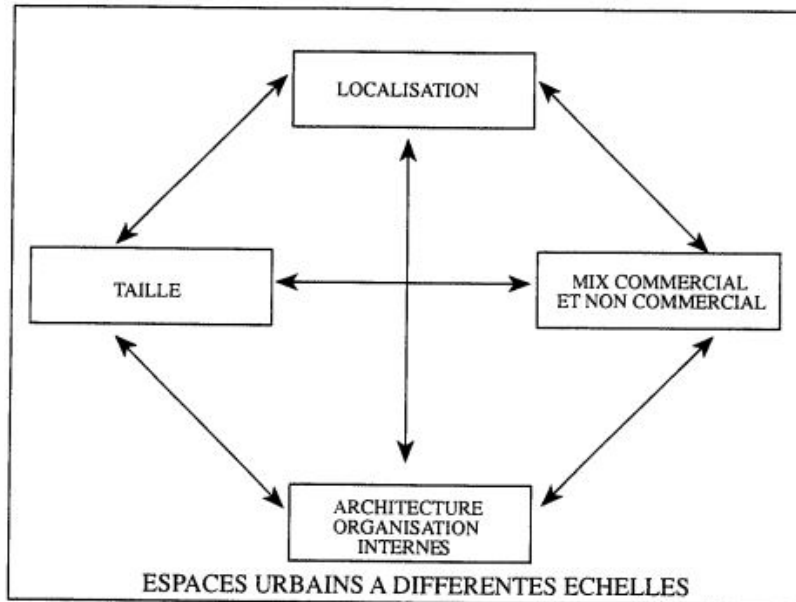 LOCALISATION
TAILLE
MIX COMMERCIAL
ET NON COMMERCIAL
ARCHITECTURE
ORGANISATION
INTERNES
ESPACES URBAINS A DIFFERENTES ECHELLES